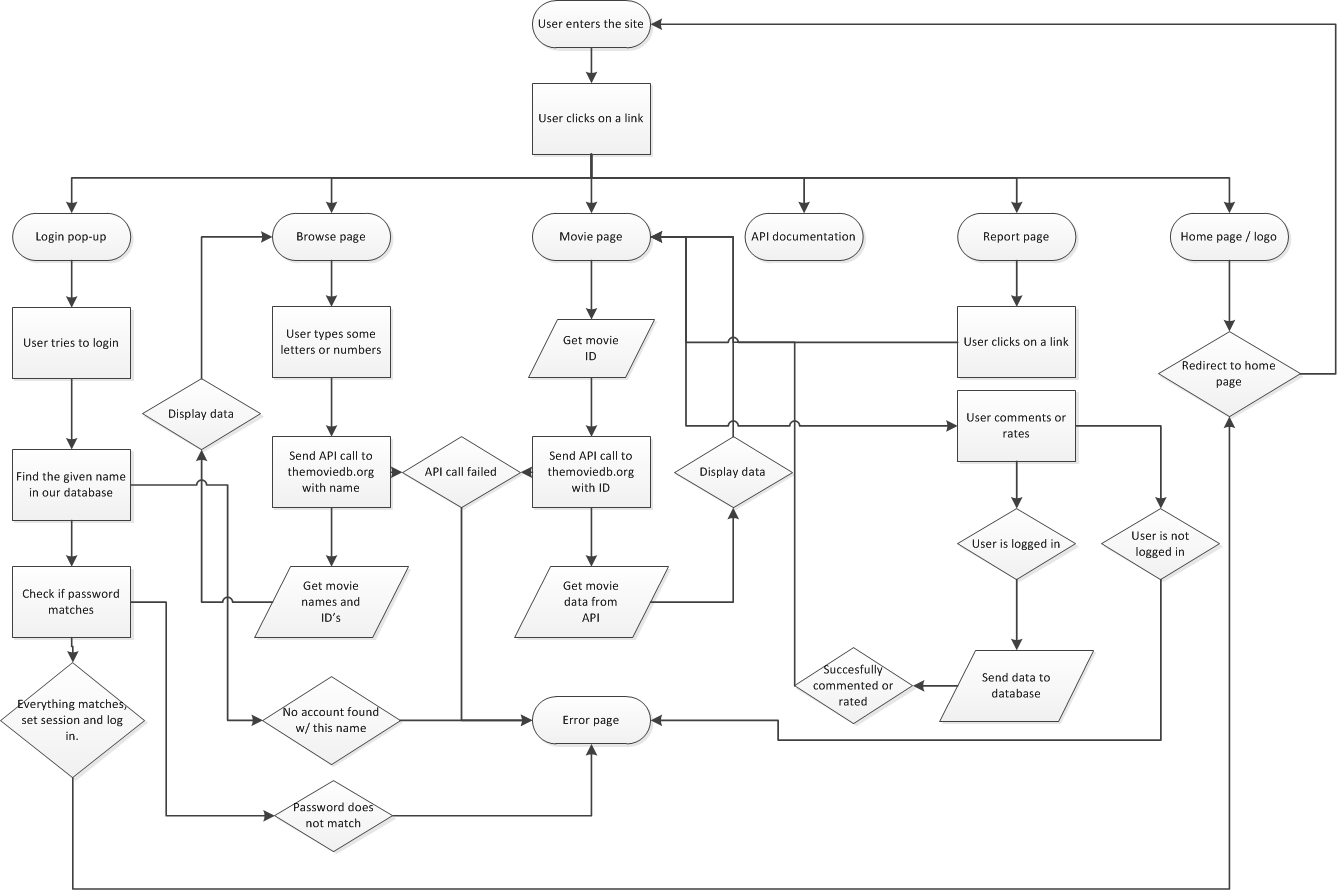 User enters the site
User clicks on a link
Login pop-up
Browse page
Movie page
API documentation
Report page
Home page / logo
User tries to login
User types some
letters or numbers
Get movie
ID
User clicks on a link
Redirect to home
page
Display data
User comments or
rates
Find the given name
in our database
Send API call to
themoviedb.org
with name
API call failed
Send API call to
themoviedb.org
with ID
Display data
User is logged in
User is not
logged in
Check if password
matches
Get movie
names and
ID's
Get movie
data from
API
Everything matches,
set session and log
in.
No account found
w/ this name
Error page
Succesfully
commented or
rated
Send data to
database
Password does
not match